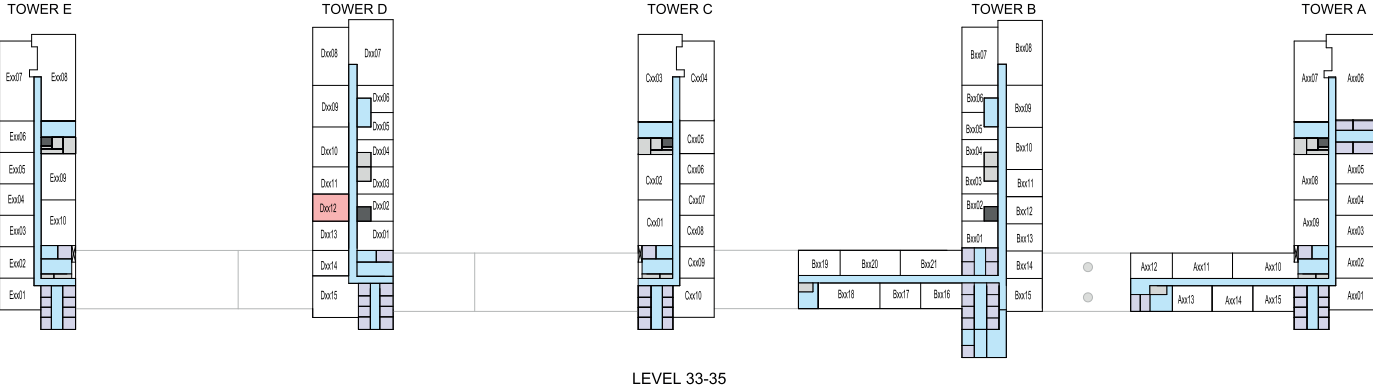 TOWER E
TOWER D
TOWER C
TOWER B
TOWER A
Exx07
Exx08
Exx06
Exx05
Exx09
Exx04
Exx10
Exx03
Exx02
Exx01
Dxx08
Dxx07
Dxx09
Dxx06
Dxx05
Dxx10
Dxx04
Dxx11
Dxx03
Dxx12
Dxx02
Dxx13
Dxx01
Dxx14
Dxx15
Cxx03
Cxx04
Cxx05
Cxx02
Cxx06
Cxx07
Cxx01
Cxx08
Cxx09
Cxx10
Bxx07
Bxx08
Bxx06
Bxx09
Bxx05
Bxx04
Bxx10
Bxx03
Bxx11
Bxx02
Bxx12
Bxx01
Bxx13
Bxx19
Bxx20
Bxx21
Bxx14
Bxx18
Bxx17
Bxx16
Bxx15
Axx07
Axx06
Axx08
Axx05
Axx04
Axx09
Axx03
Axx12
Axx11
Axx10
Axx02
Axx13
Axx14
Axx15
Axx01
LEVEL 33-35